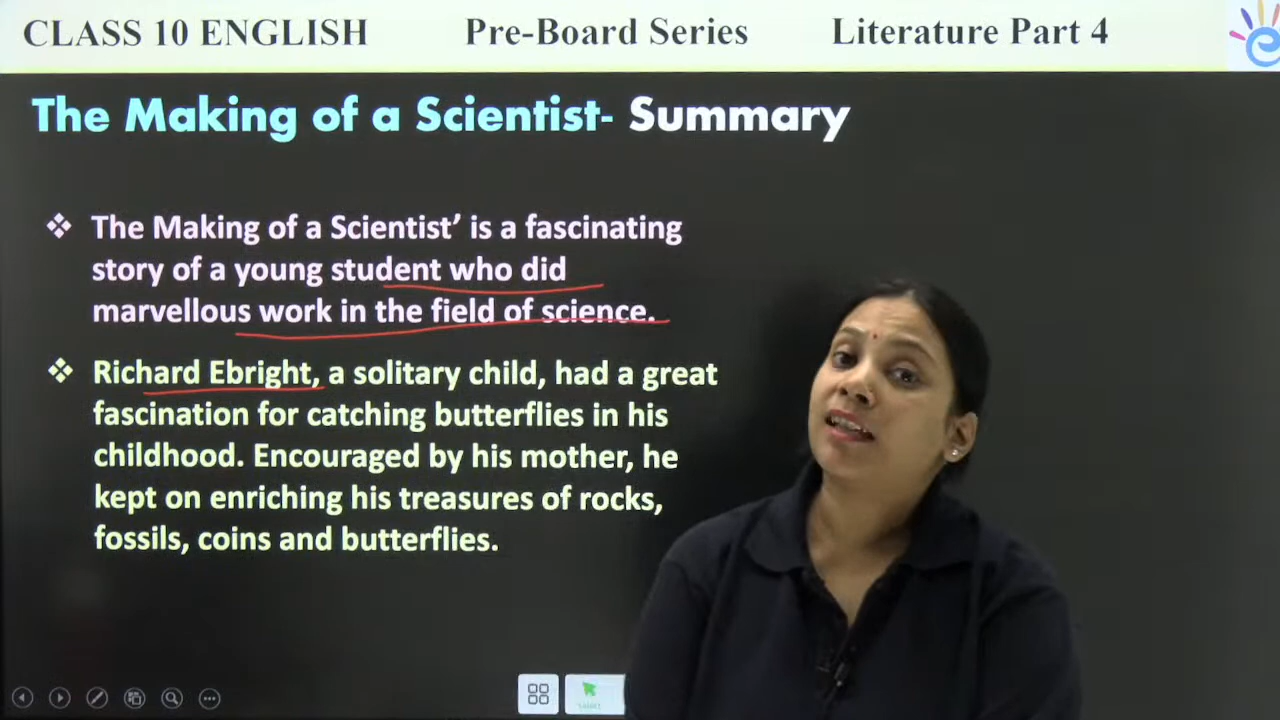 CLASS 10 ENGLISH Pre-Board Series Literature Part 4
The Making of a Scientist- Summary
❖ The Making of a Scientist’ is a fascinating
story of a young student who did
marvellous work in the field of science.
❖ Richard Ebright, a solitary child, had a great
fascination for catching butterflies in his
childhood. Encouraged by his mother, he
kept on enriching his treasures of rocks,
fossils, coins and butterflies.
Select